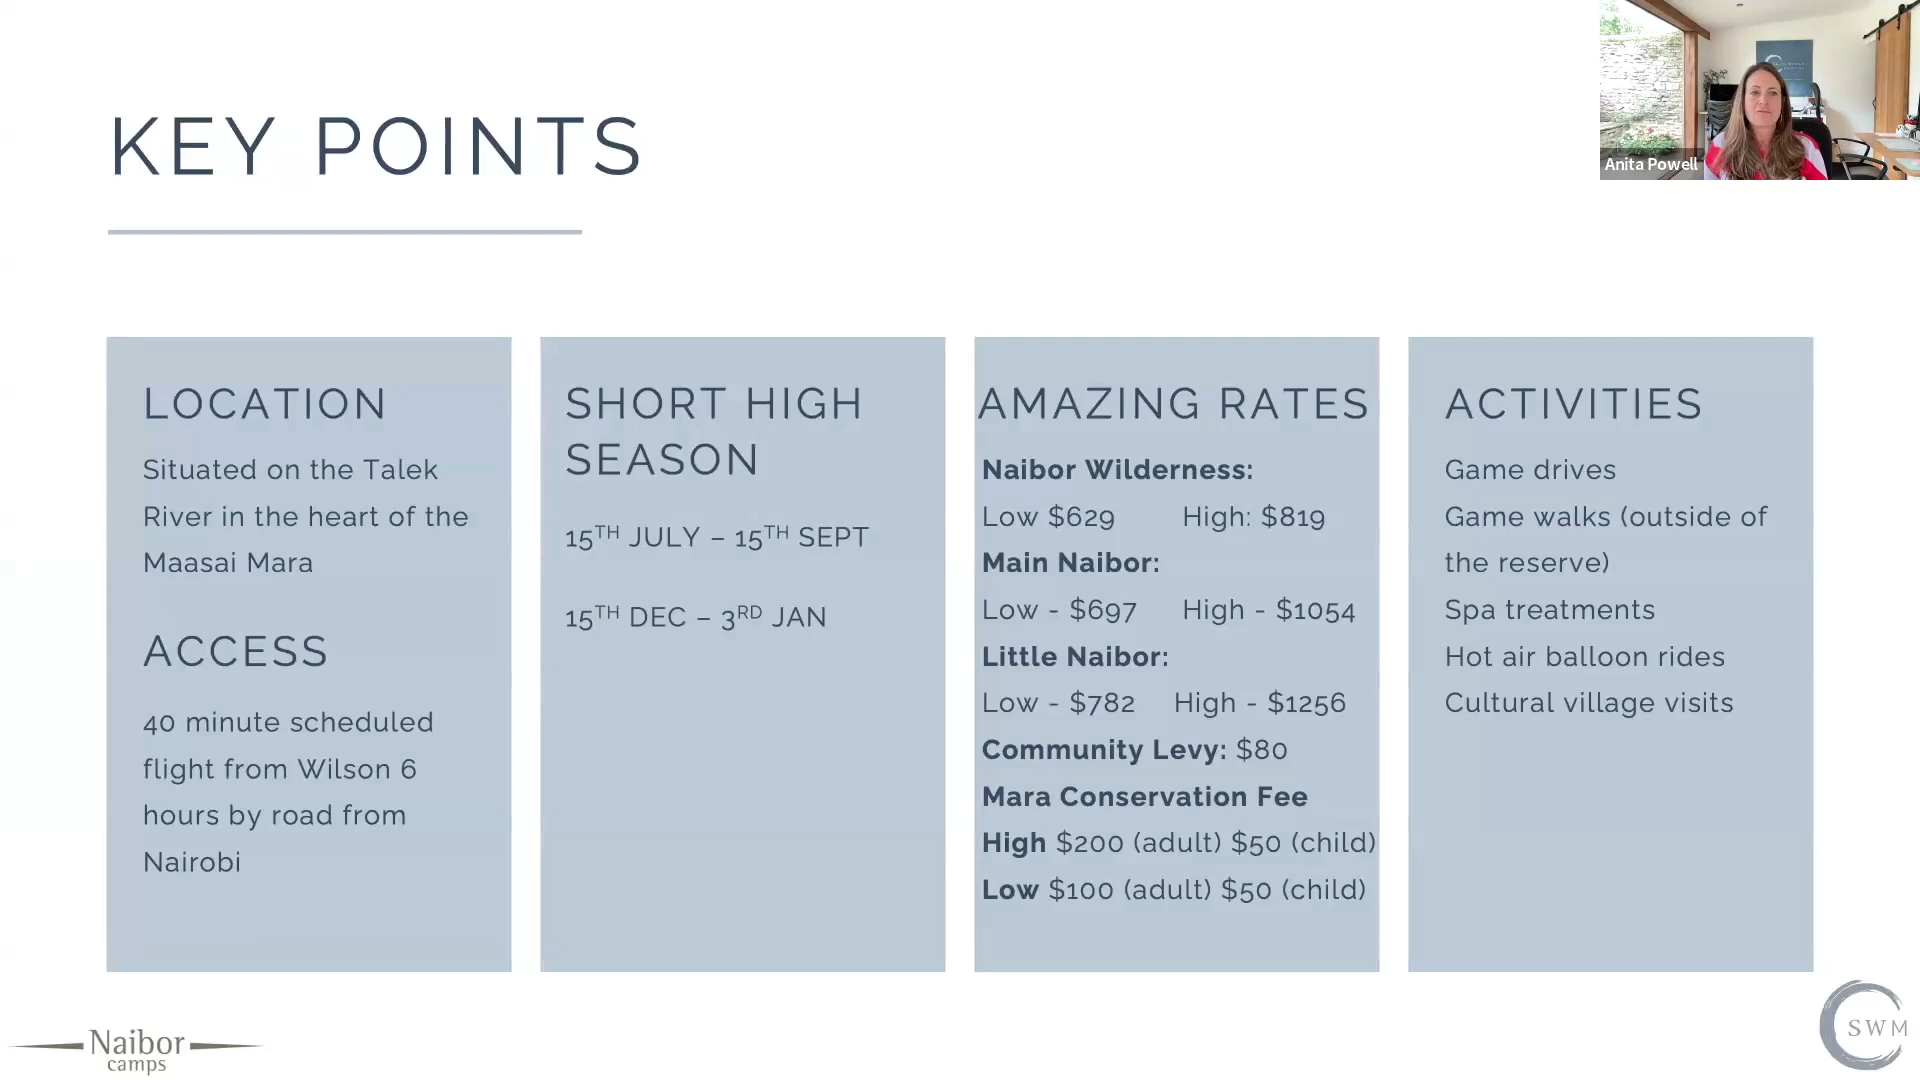 KEY POINTS
Anita Powell
LOCATION
Situated on the Talek
River in the heart of the
Maasai Mara
ACCESS
40 minute scheduled
flight from Wilson 6
hours by road from
Nairobi
SHORT HIGH
SEASON
15TH JULY – 15TH SEPT
15TH DEC – 3RD JAN
AMAZING RATES
Naibor Wilderness:
Low $629 High: $819
Main Naibor:
Low - $697 High - $1054
Little Naibor:
Low - $782 High - $1256
Community Levy: $80
Mara Conservation Fee
High $200 (adult) $50 (child)
Low $100 (adult) $50 (child)
ACTIVITIES
Game drives
Game walks (outside of
the reserve)
Spa treatments
Hot air balloon rides
Cultural village visits
Naibor
camps
SWM